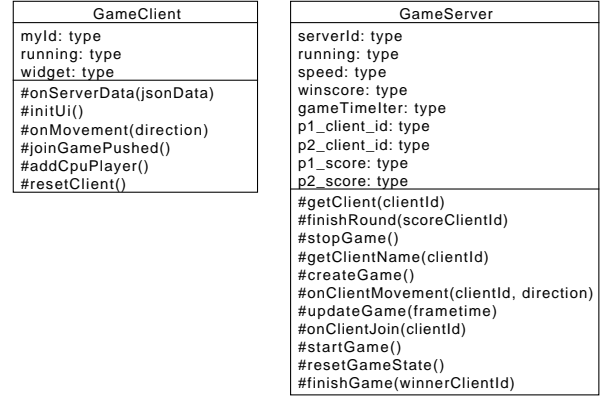 GameClient
myId: type
running: type
widget: type
#onServerData(jsonData)
#initUi()
#onMovement(direction)
#joinGamePushed()
#addCpuPlayer()
#resetClient()
GameServer
serverId: type
running: type
speed: type
winscore: type
gameTimeIter: type
p1_client_id: type
p2_client_id: type
p1_score: type
p2_score: type
#getClient(clientId)
#finishRound(scoreClientId)
#stopGame()
#getClientName(clientId)
#createGame()
#onClientMovement(clientId, direction)
#updateGame(frametime)
#onClientJoin(clientId)
#startGame()
#resetGameState()
#finishGame(winnerClientId)